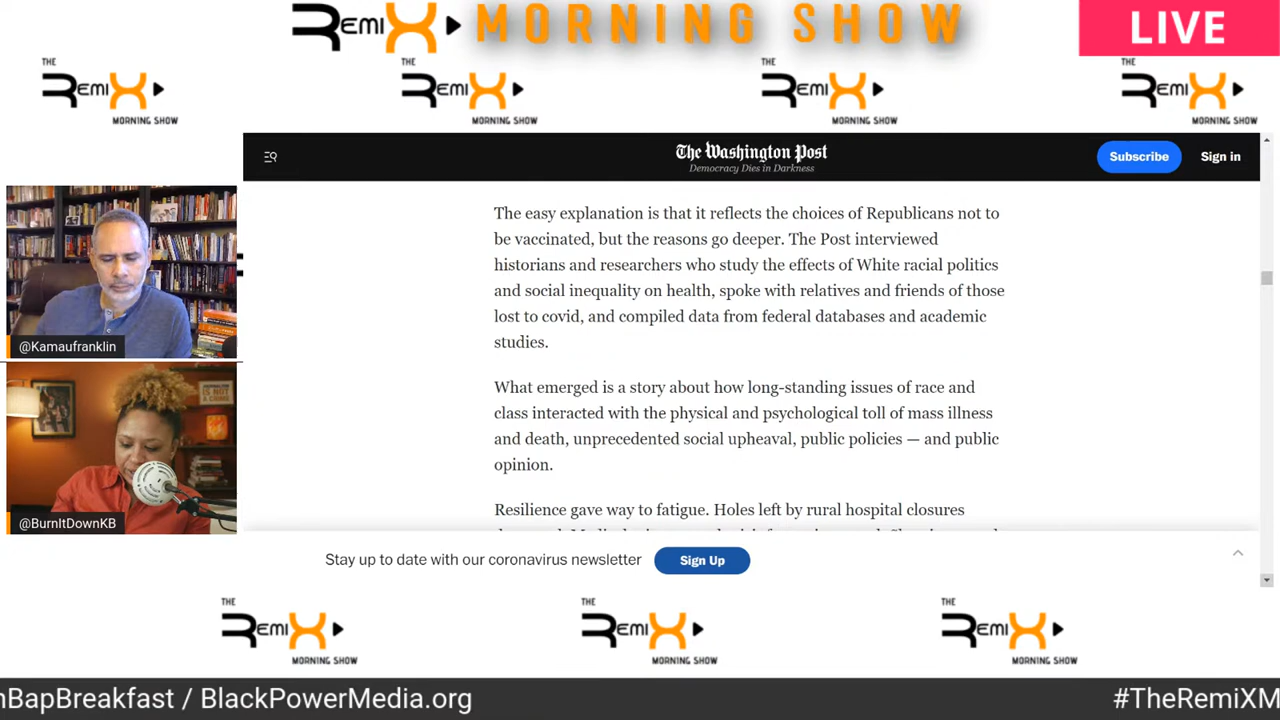 REMIX MORNING SHOW
LIVE
THE REMIX MORNING SHOW
THE REMIX MORNING SHOW
THE REMIX MORNING SHOW
THE REMIX MORNING SHOW
The Washington Post
Democracy Dies in Darkness
Subscribe
Sign in
The easy explanation is that it reflects the choices of Republicans not to
be vaccinated, but the reasons go deeper. The Post interviewed
historians and researchers who study the effects of White racial politics
and social inequality on health, spoke with relatives and friends of those
lost to covid, and compiled data from federal databases and academic
studies.
What emerged is a story about how long-standing issues of race and
class interacted with the physical and psychological toll of mass illness
and death, unprecedented social upheaval, public policies — and public
opinion.
Resilience gave way to fatigue. Holes left by rural hospital closures
@Kamaufranklin
JOURNALISM IS NOT A CRIME
@BurnItDownKB
Stay up to date with our coronavirus newsletter
Sign Up
THE REMIX MORNING SHOW
THE REMIX MORNING SHOW
THE REMIX MORNING SHOW
nBapBreakfast / BlackPowerMedia.org
#TheRemiXM